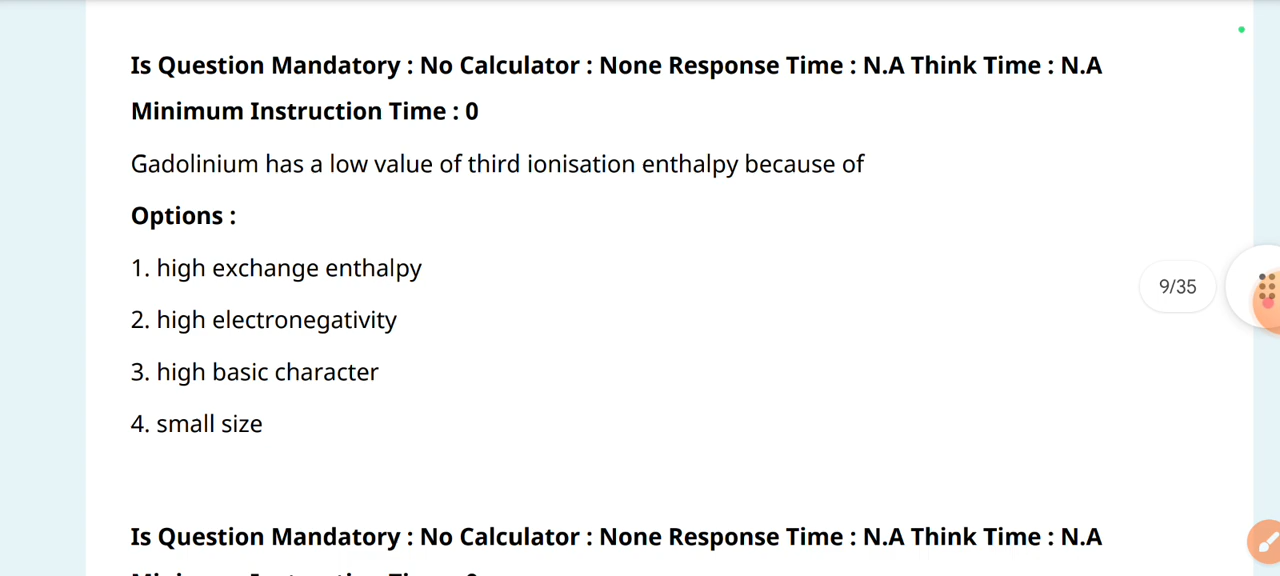 Is Question Mandatory : No Calculator : None Response Time : N.A Think Time : N.A
Minimum Instruction Time : 0
Gadolinium has a low value of third ionisation enthalpy because of
Options :
1. high exchange enthalpy
2. high electronegativity
3. high basic character
4. small size
9/35
Is Question Mandatory : No Calculator : None Response Time : N.A Think Time : N.A